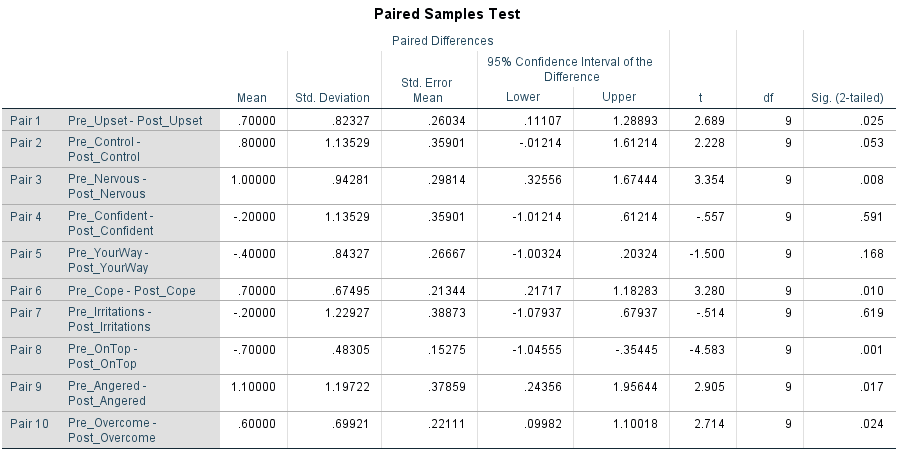 Paired Samples Test
Paired Differences
95% Confidence Interval of the
Difference
Std. Error
Mean
Mean Std. Deviation Lower Upper t df Sig. (2-tailed)
Pair 1 Pre_Upset - Post_Upset .70000 .82327 .26034 .11107 1.28893 2.689 9 .025
Pair 2 Pre_Control - .80000 1.13529 .35901 -.01214 1.61214 2.228 9 .053
Post_Control
Pair 3 Pre_Nervous - 1.00000 .94281 .29814 .32556 1.67444 3.354 9 .008
Post_Nervous
Pair 4 Pre_Confident - -.20000 1.13529 .35901 -1.01214 .61214 -.557 9 .591
Post_Confident
Pair 5 Pre_YourWay - -.40000 .84327 .26667 -1.00324 .20324 -1.500 9 .168
Post_YourWay
Pair 6 Pre_Cope - Post_Cope .70000 .67495 .21344 .21717 1.18283 3.280 9 .010
Pair 7 Pre_Irritations - -.20000 1.22927 .38873 -1.07937 .67937 -.514 9 .619
Post_Irritations
Pair 8 Pre_OnTop - -.70000 .48305 .15275 -1.04555 -.35445 -4.583 9 .001
Post_OnTop
Pair 9 Pre_Angered - 1.10000 1.19722 .37859 .24356 1.95644 2.905 9 .017
Post_Angered
Pair 10 Pre_Overcome - .60000 .69921 .22111 .09982 1.10018 2.714 9 .024
Post_Overcome